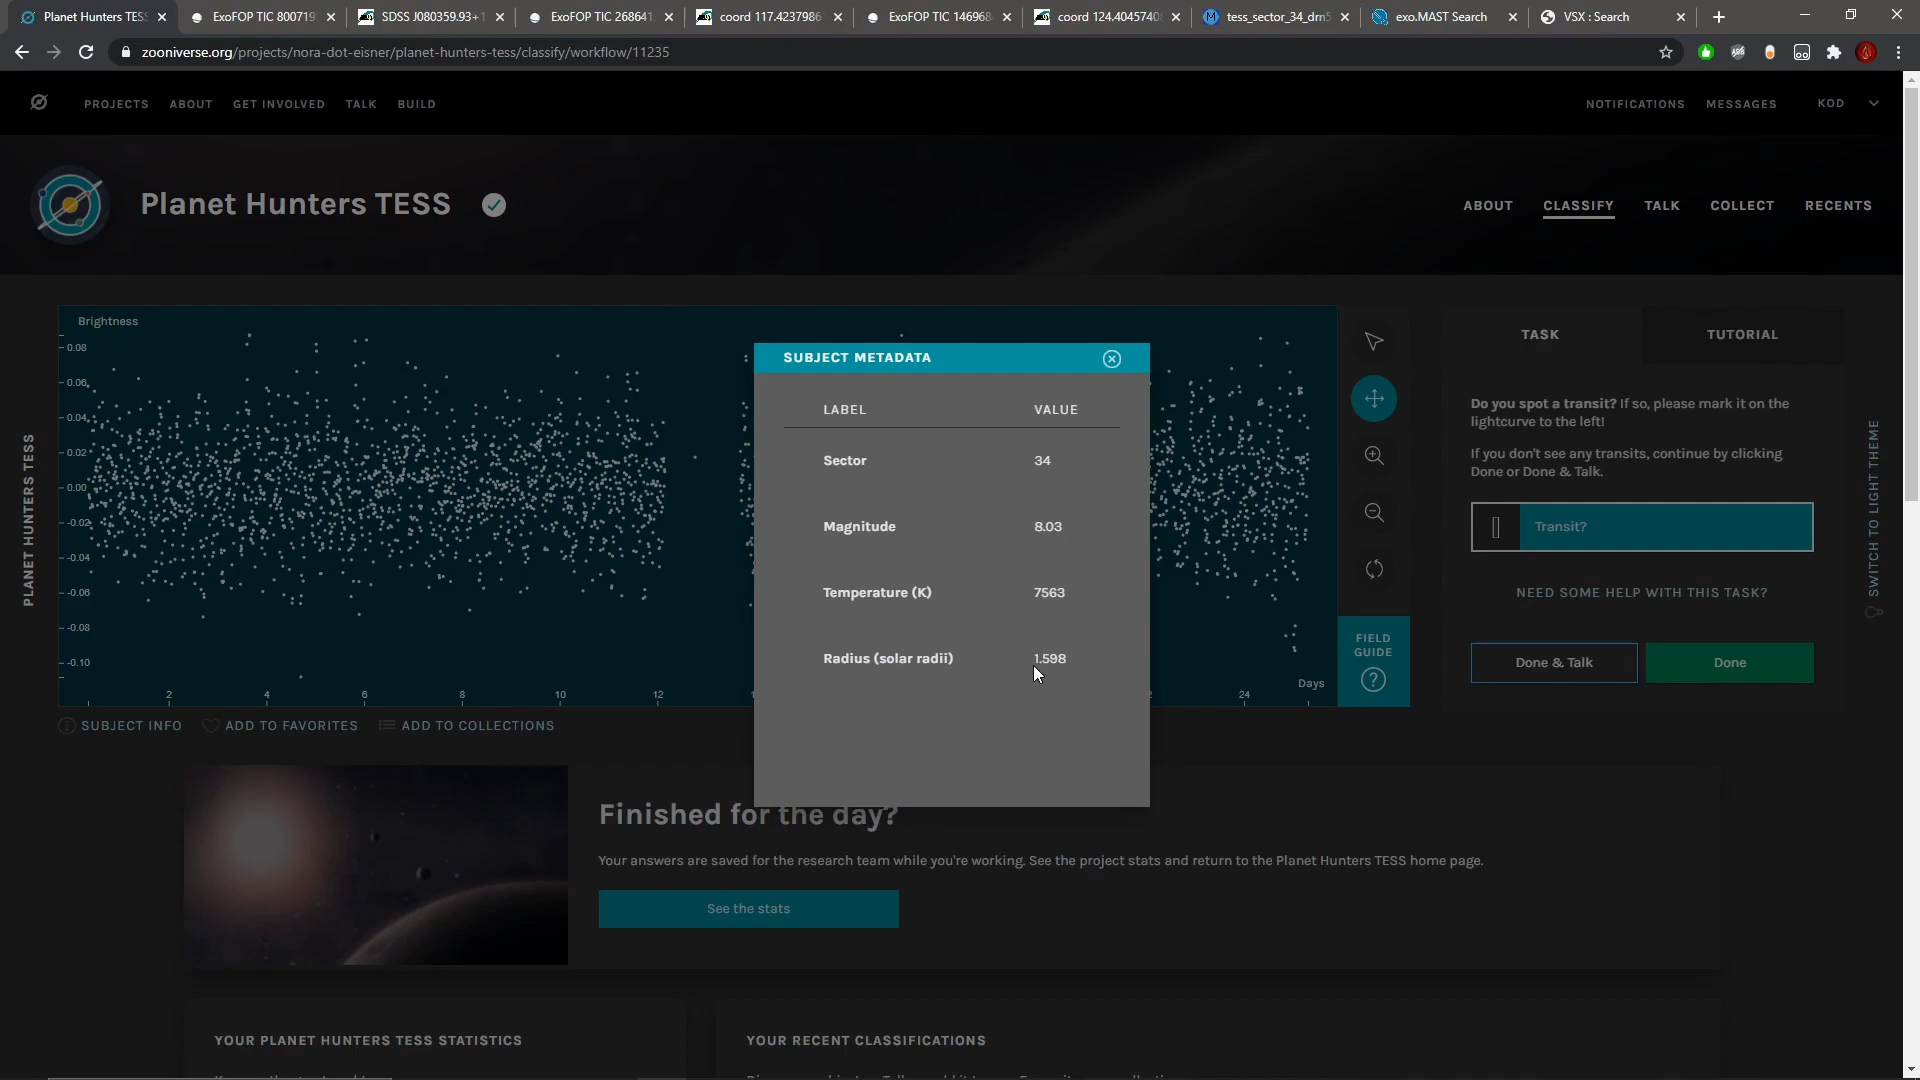 Planet Hunters TESS
ExoFOP TIC 800719
SDSS J080359.93+1
ExoFOP TIC 268641
coord 117.4237986
ExoFOP TIC 146968
coord 124.4045740
tess_sector_34_drn5
exo.MAST Search
VSX : Search
zooniverse.org/projects/nora-dot-eisner/planet-hunters-tess/classify/workflow/11235
PROJECTS ABOUT GET INVOLVED TALK BUILD
NOTIFICATIONS MESSAGES KOD
Planet Hunters TESS
ABOUT CLASSIFY TALK COLLECT RECENTS
PLANET HUNTERS TESS
Brightness
0.08
0.06
0.04
0.02
0.00
-0.02
-0.04
-0.06
-0.08
-0.10
2 4 6 8 10 12 24
Days
SUBJECT METADATA
LABEL VALUE
Sector 34
Magnitude 8.03
Temperature (K) 7563
Radius (solar radii) 1.598
FIELD
GUIDE
?
TASK TUTORIAL
Do you spot a transit? If so, please mark it on the
lightcurve to the left!
If you don't see any transits, continue by clicking
Done or Done & Talk.
Transit?
NEED SOME HELP WITH THIS TASK?
Done & Talk Done
SWITCH TO LIGHT THEME
SUBJECT INFO ADD TO FAVORITES ADD TO COLLECTIONS
Finished for the day?
Your answers are saved for the research team while you're working. See the project stats and return to the Planet Hunters TESS home page.
See the stats
YOUR PLANET HUNTERS TESS STATISTICS
YOUR RECENT CLASSIFICATIONS